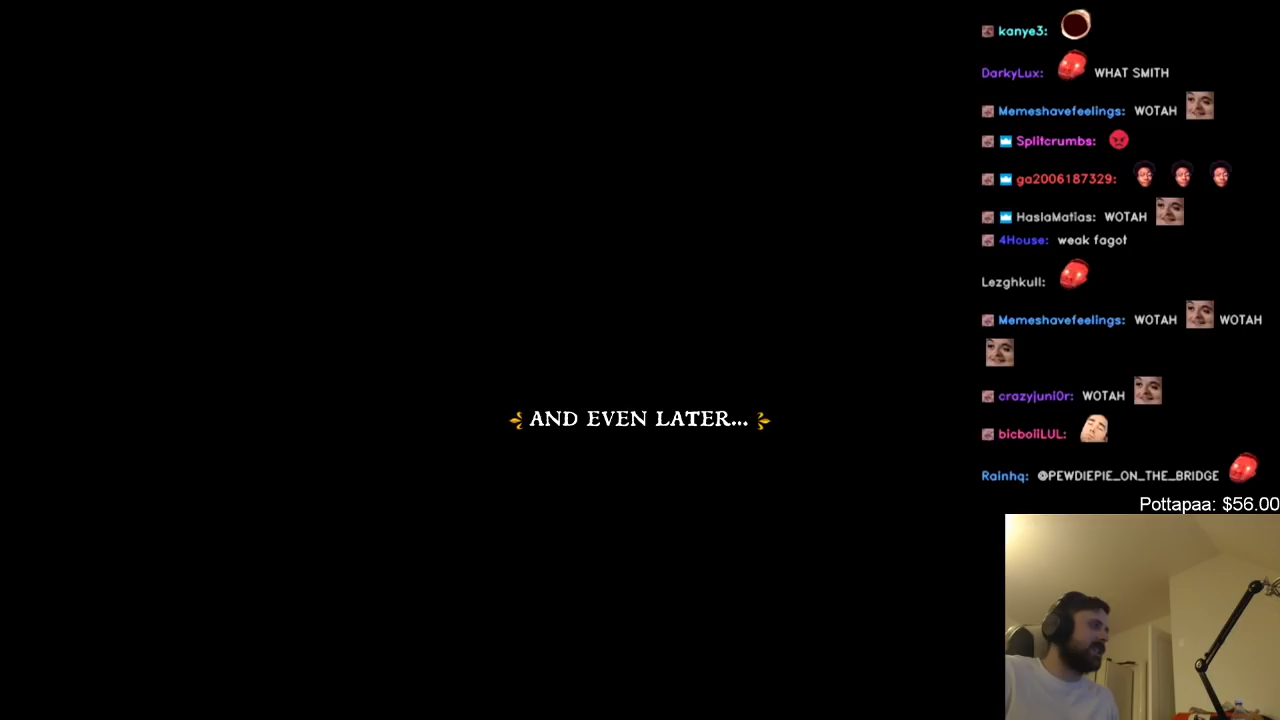 kanye3:
DarkyLux: WHAT SMITH
Memeshavefeelings: WOTAH
Splitcrumbs:
ga2006187329:
HaslaMatias: WOTAH
4House: weak fagot
Lezghkull:
Memeshavefeelings: WOTAH WOTAH
crazyjuni0r: WOTAH
AND EVEN LATER...
bicboiiLUL:
Rainhq: @PEWDIEPIE_ON_THE_BRIDGE
Pottapaa: $56.00